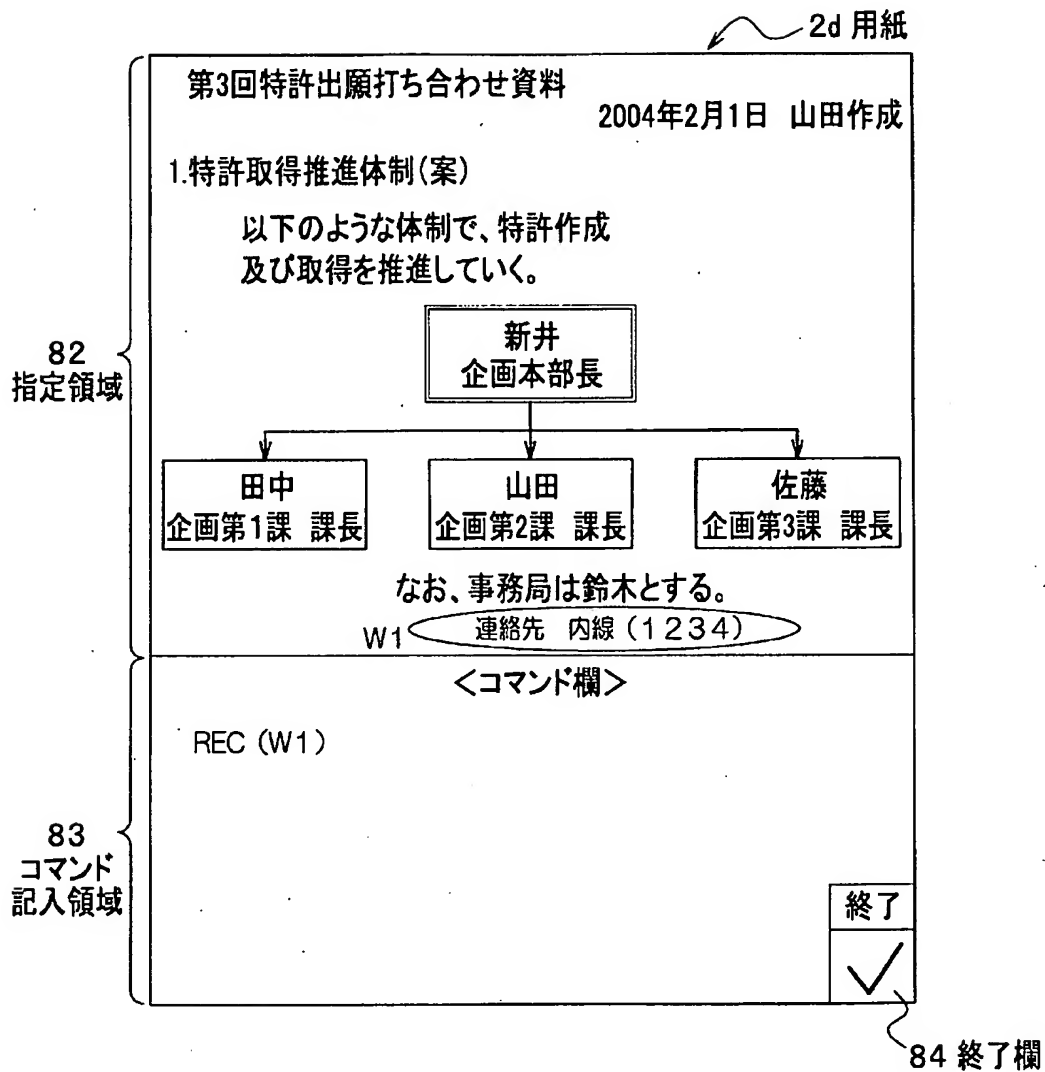 2d 用紙
第3回特許出願打ち合わせ資料
2004年2月1日 山田作成
1.特許取得推進体制(案)
以下のような体制で、特許作成
及び取得を推進していく。
新井
企画本部長
田中
企画第1課 課長
山田
企画第2課 課長
佐藤
企画第3課 課長
なお、事務局は鈴木とする。
W1
連絡先 内線(1234)
82
指定領域
<コマンド欄>
REC(W1)
83
コマンド
記入領域
終了
84 終了欄